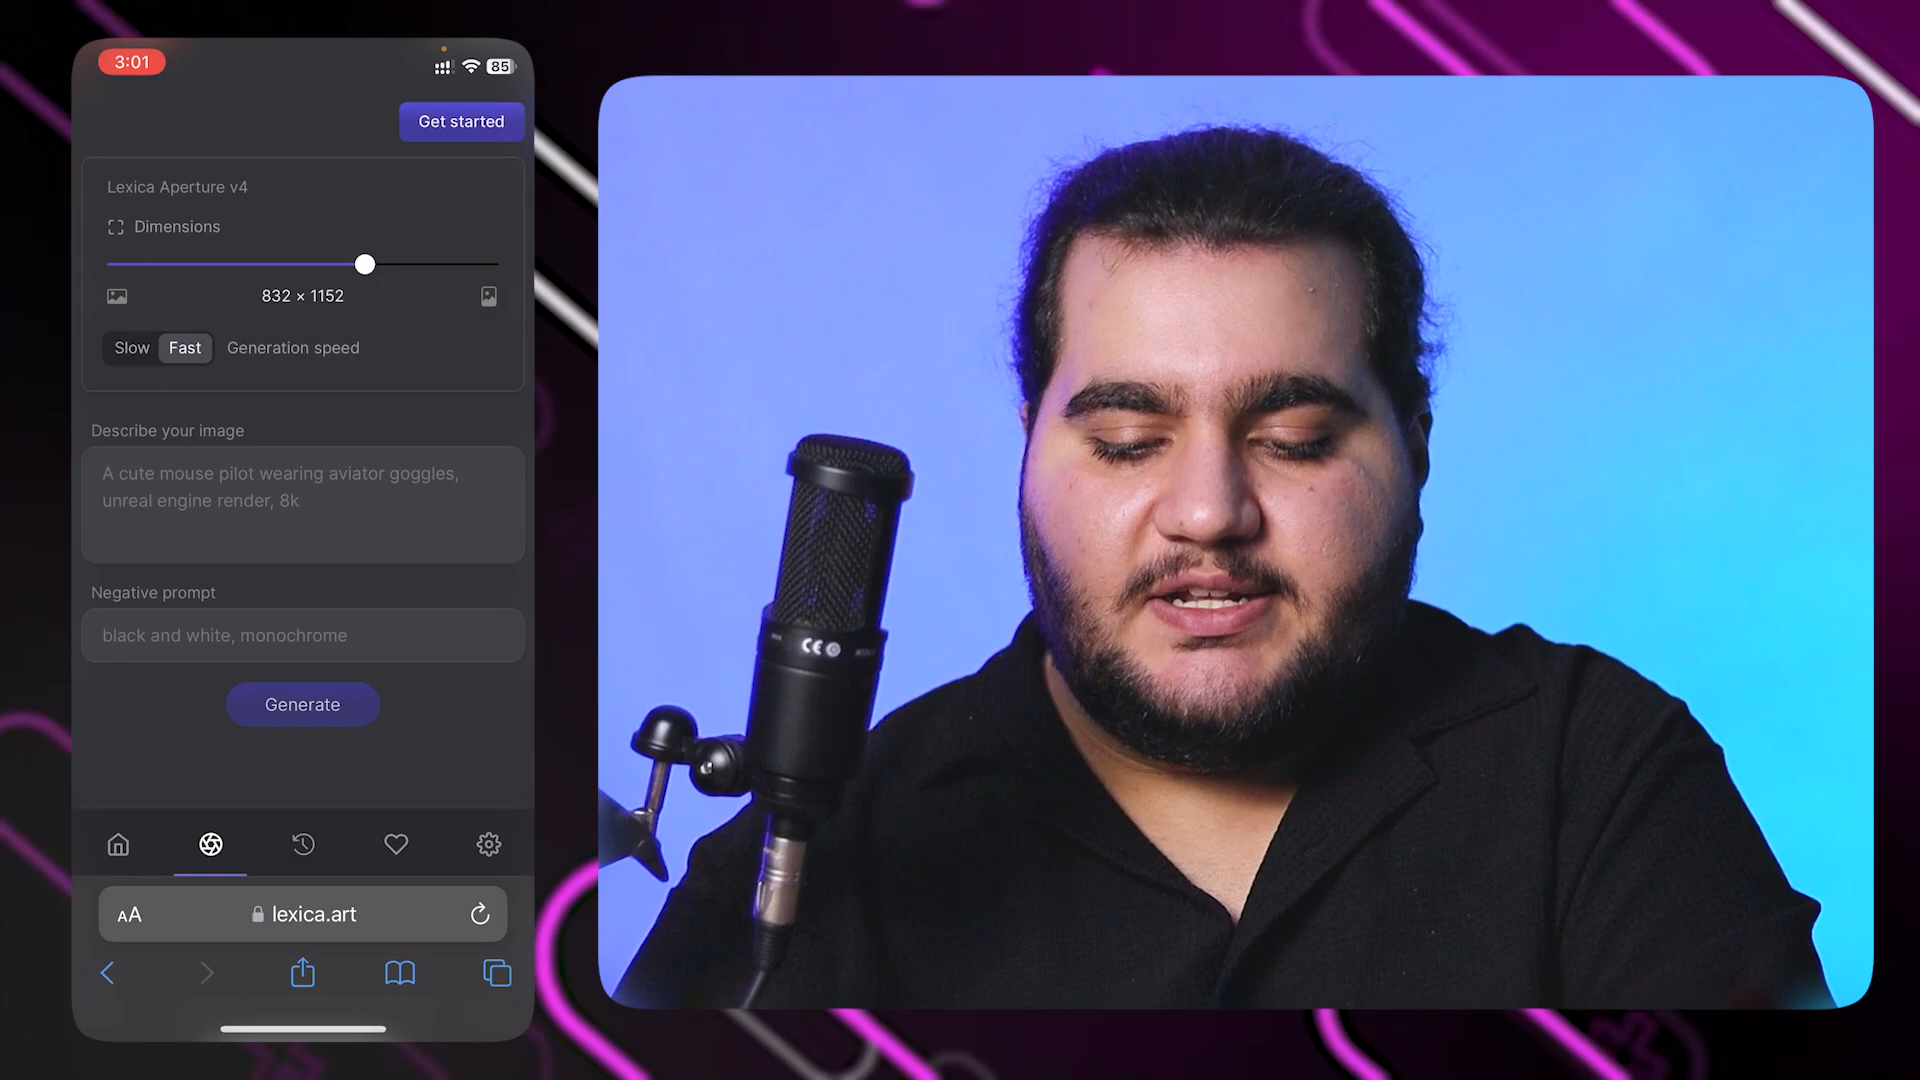 3:01
85
Get started
Lexica Aperture v4
Dimensions
832 × 1152
Slow
Fast
Generation speed
Describe your image
A cute mouse pilot wearing aviator goggles,
unreal engine render, 8k
Negative prompt
black and white, monochrome
Generate
AA
lexica.art
CE